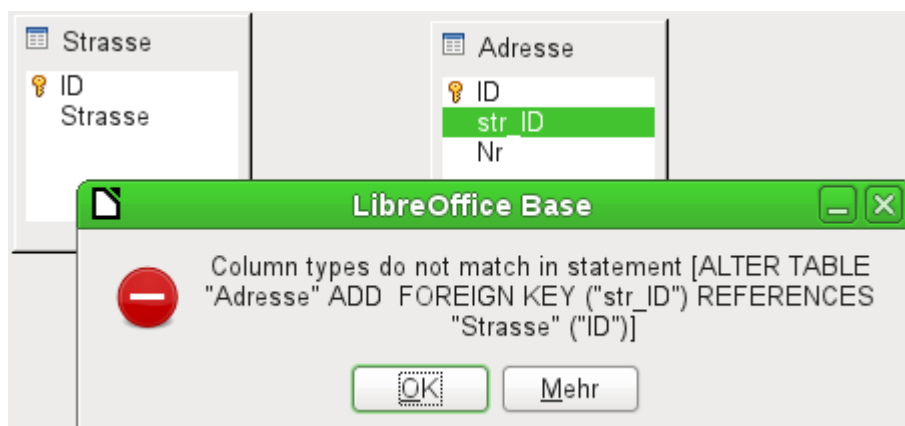 Strasse
ID
Strasse
Adresse
ID
str_ID
Nr
LibreOffice Base
Column types do not match in statement [ALTER TABLE
"Adresse" ADD  FOREIGN KEY ("str_ID") REFERENCES
"Strasse" ("ID")]
OK
Mehr